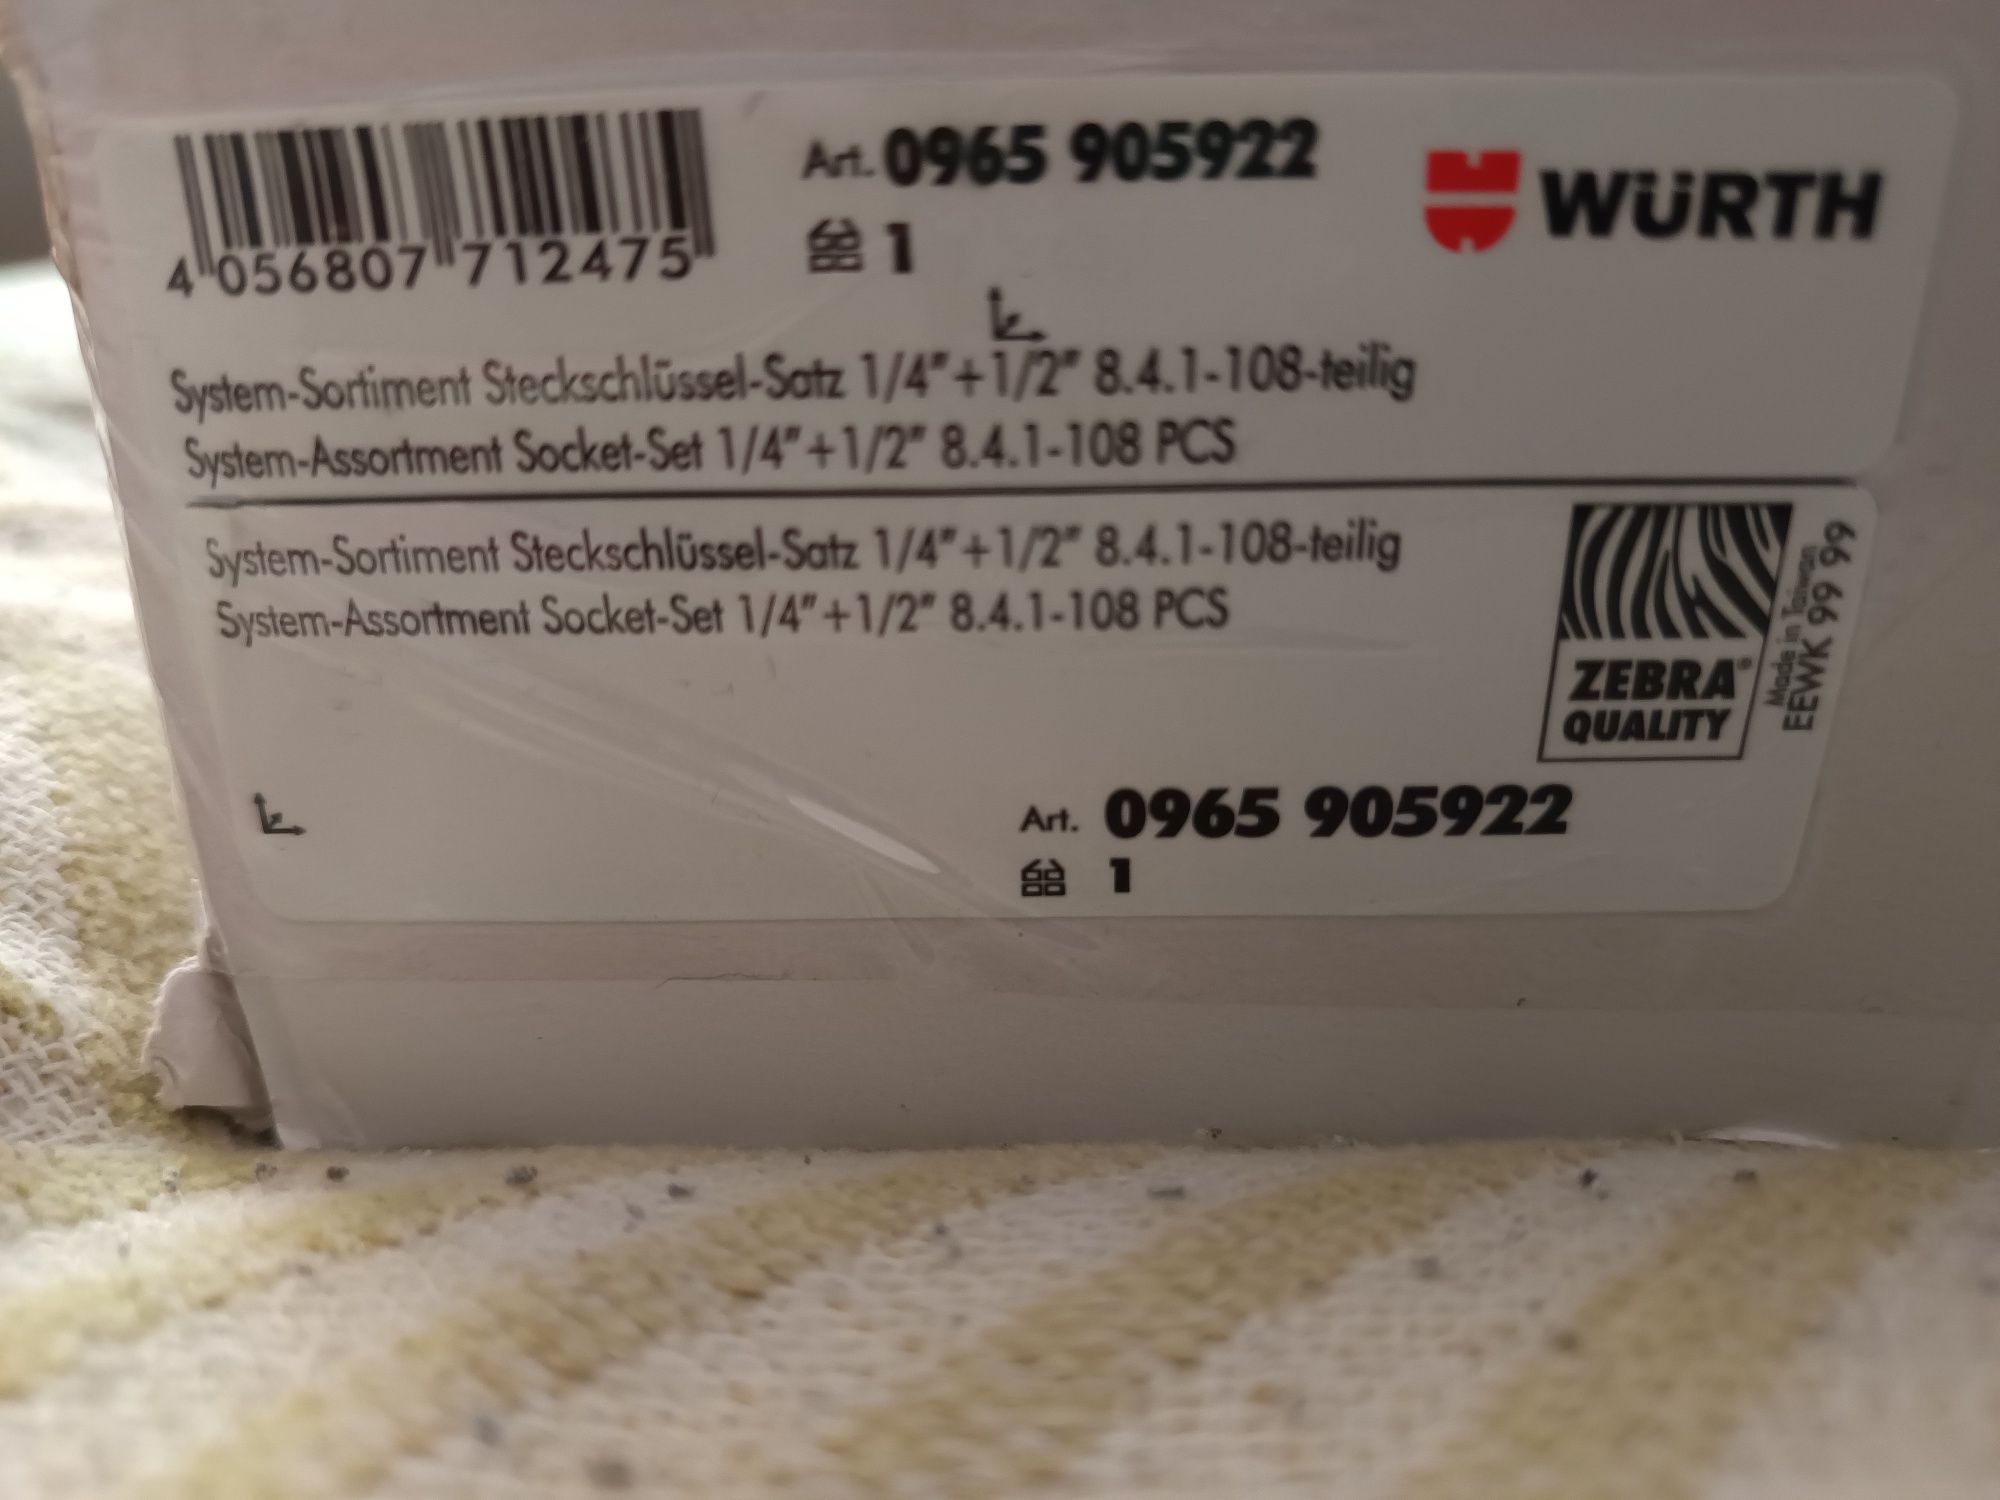 Art. 0965 905922
WÜRTH
4 056807 712475
1
System-Sortiment Steckschlüssel-Satz 1/4"+1/2" 8.4.1-108-teilig
System-Assortment Socket-Set 1/4"+1/2" 8.4.1-108 PCS
System-Sortiment Steckschlüssel-Satz 1/4"+1/2" 8.4.1-108-teilig
System-Assortment Socket-Set 1/4"+1/2" 8.4.1-108 PCS
ZEBRA®
QUALITY
Made in Taiwan
EEWK 99 99
Art. 0965 905922
1